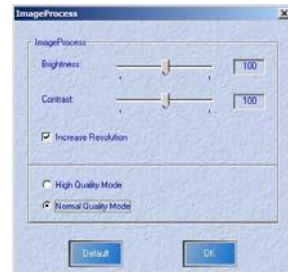 ImageProcess
ImageProcess
Brightness:
100
Contrast:
100
Increase Resolution
High Quality Mode
Normal Quality Mode
Default
OK